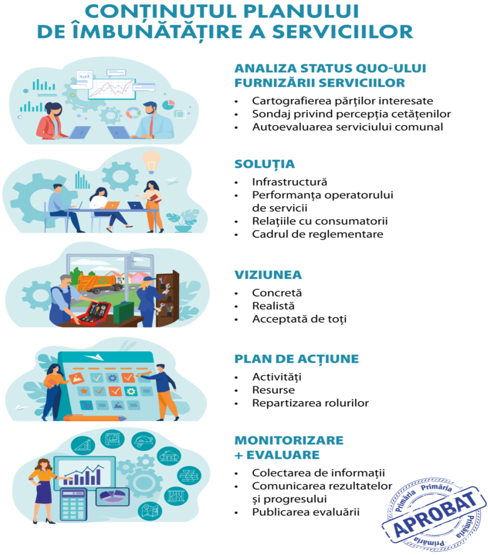 CONȚINUTUL PLANULUI
DE ÎMBUNĂTĂȚIRE A SERVICIILOR
ANALIZA STATUS QUO-ULUI
FURNIZĂRII SERVICIILOR
• Cartografierea părților interesate
• Sondaj privind percepția cetățenilor
• Autoevaluarea serviciului comunal
SOLUȚIA
• Infrastructură
• Performanța operatorului
de servicii
• Relațiile cu consumatorii
• Cadrul de reglementare
VIZIUNEA
• Concretă
• Realistă
• Acceptată de toți
PLAN DE ACȚIUNE
• Activități
• Resurse
• Repartizarea rolurilor
MONITORIZARE
+ EVALUARE
• Colectarea de informații
• Comunicarea rezultatelor
și progresului
• Publicarea evaluării
Primăria Primăria Primăria
APROBAT
Primăria Primăria